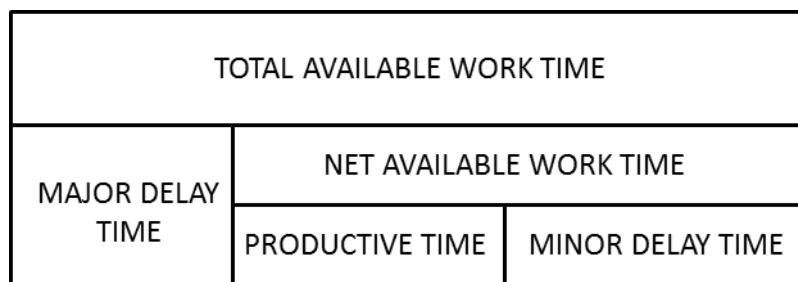 TOTAL AVAILABLE WORK TIME
MAJOR DELAY
TIME
NET AVAILABLE WORK TIME
PRODUCTIVE TIME
MINOR DELAY TIME